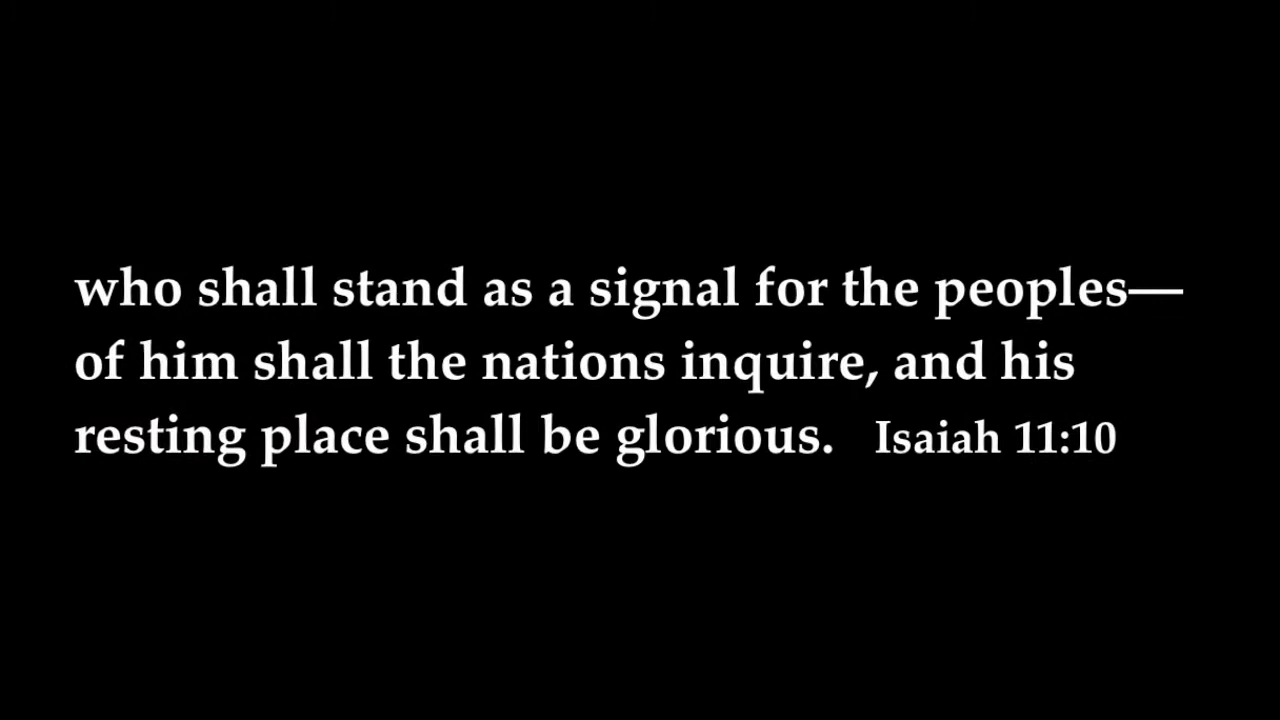 who shall stand as a signal for the peoples—
of him shall the nations inquire, and his
resting place shall be glorious. Isaiah 11:10